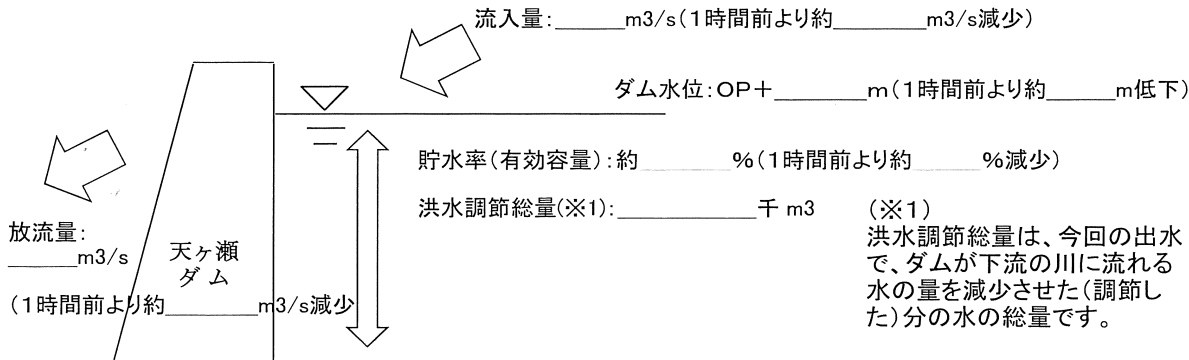 流入量:______m3/s(1時間前より約________m3/s減少)
ダム水位:OP+________m(1時間前より約______m低下)
貯水率(有効容量):約________%(1時間前より約______%減少)
洪水調節総量(※1):____________千 m3
(※1)
洪水調節総量は、今回の出水
で、ダムが下流の川に流れる
水の量を減少させた(調節し
た)分の水の総量です。
放流量:
______m3/s
(1時間前より約________m3/s減少
天ヶ瀬
ダム